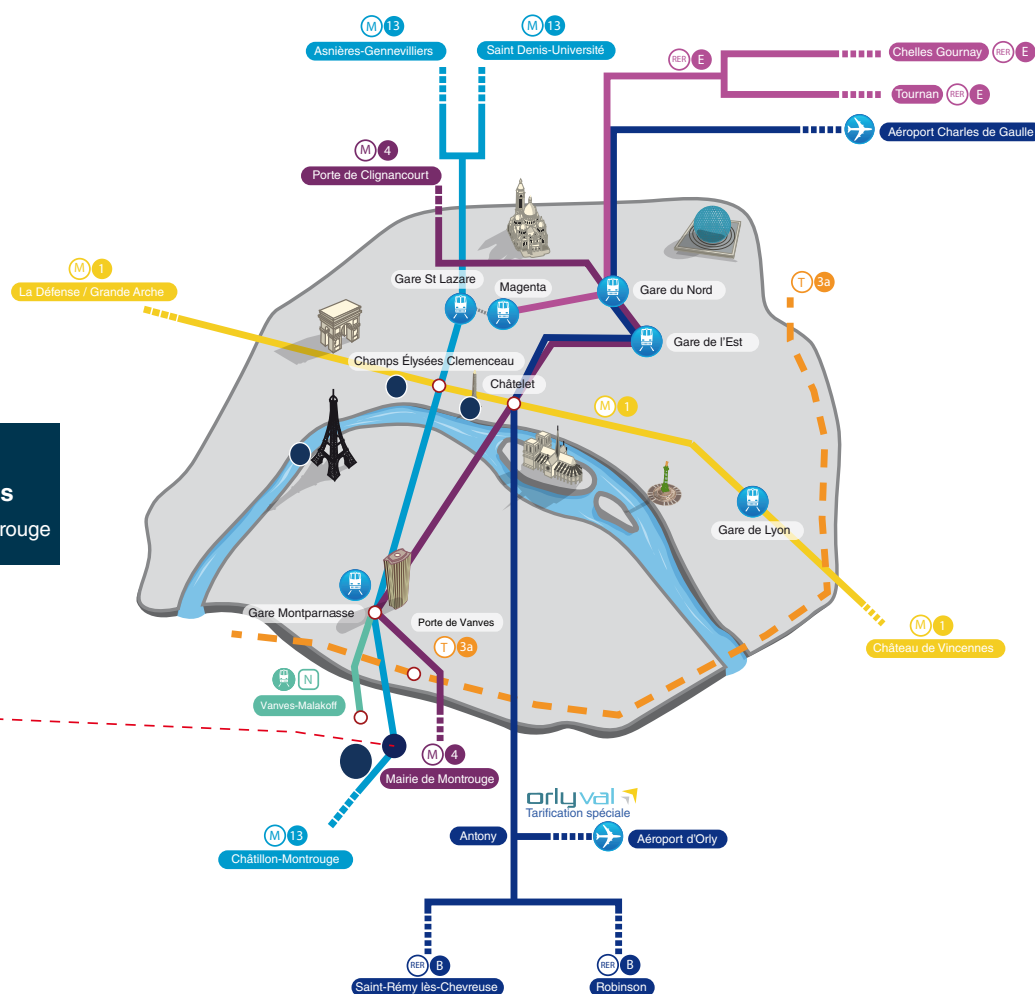 M 13
Asnières-Gennevilliers
M 13
Saint Denis-Université
RER E
Chelles Gournay RER E
Tournan RER E
Aéroport Charles de Gaulle
M 4
Porte de Clignancourt
M 1
La Défense / Grande Arche
T 3a
Gare St Lazare
Magenta
Gare du Nord
Gare de l'Est
Champs Élysées Clemenceau
Châtelet
M 1
s
rouge
Gare de Lyon
Gare Montparnasse
Porte de Vanves
T 3a
M 1
Château de Vincennes
N
Vanves-Malakoff
M 4
Mairie de Montrouge
orlyval
Tarification spéciale
M 13
Châtillon-Montrouge
Antony
Aéroport d'Orly
RER B
Saint-Rémy lès-Chevreuse
RER B
Robinson